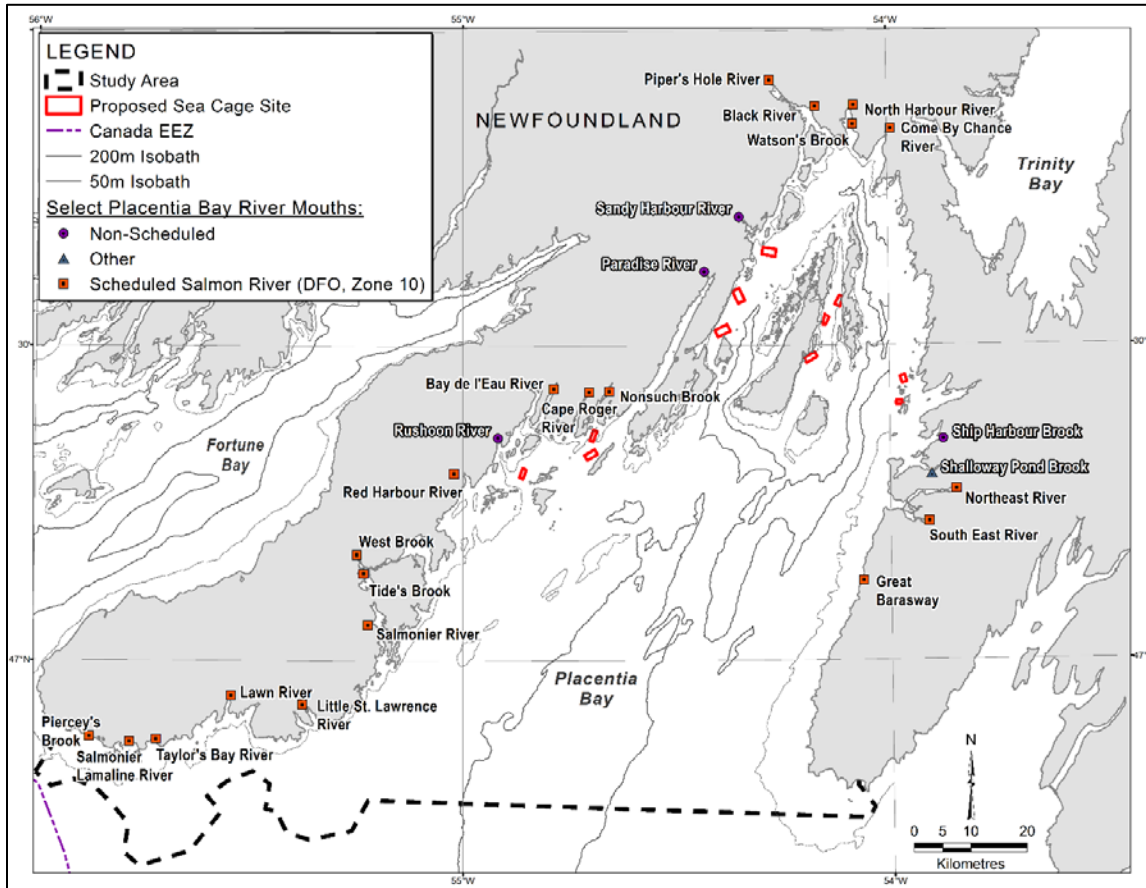 56°W
55°W
54°W
LEGEND
Study Area
Proposed Sea Cage Site
Canada EEZ
200m Isobath
50m Isobath
Select Placentia Bay River Mouths:
Non-Scheduled
Other
Scheduled Salmon River (DFO, Zone 10)
NEWFOUNDLAND
Piper's Hole River
Black River
North Harbour River
Watson's Brook
Come By Chance
River
Trinity
Bay
Sandy Harbour River
Paradise River
30'
30'
Bay de l'Eau River
Cape Roger
River
Nonsuch Brook
Rushoon River
Fortune
Bay
Red Harbour River
Ship Harbour Brook
Shalloway Pond Brook
Northeast River
South East River
West Brook
Tide's Brook
Great
Barasway
Salmonier River
47°N
47°N
Placentia
Bay
Lawn River
Little St. Lawrence
River
Piercey's
Brook
Salmonier
Lamaline River
Taylor's Bay River
N
0 5 10 20
Kilometres
55°W
54°W